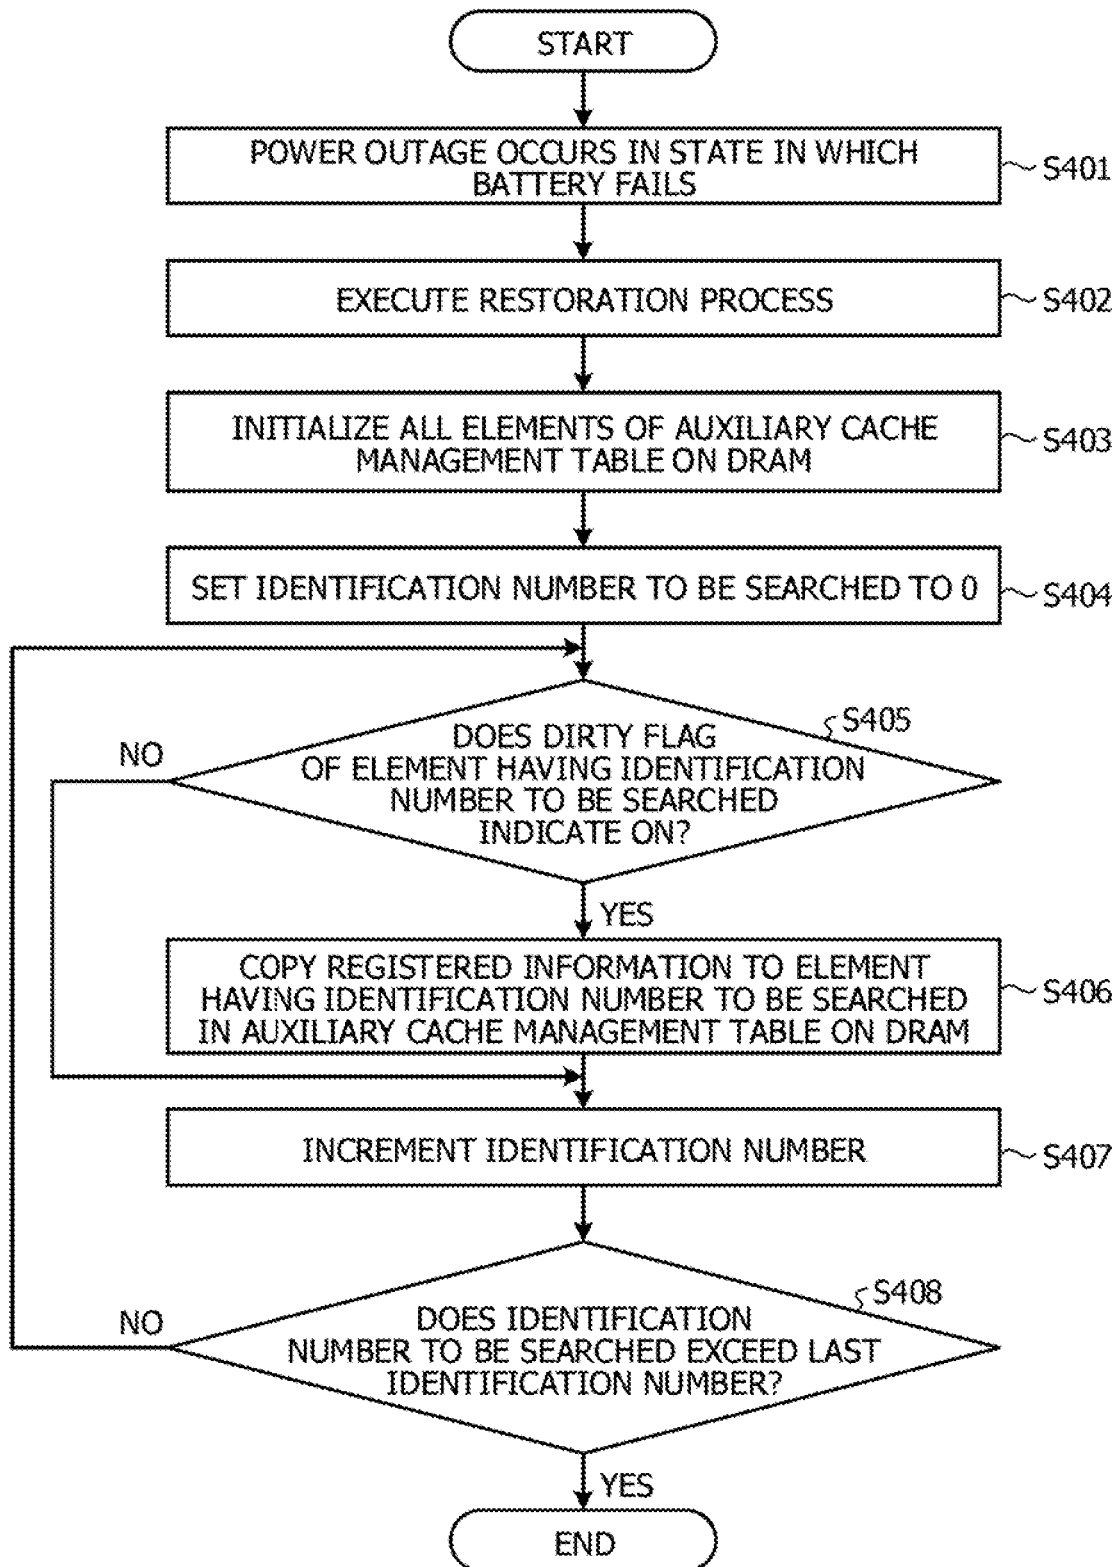 START
POWER OUTAGE OCCURS IN STATE IN WHICH
BATTERY FAILS
S401
EXECUTE RESTORATION PROCESS
S402
INITIALIZE ALL ELEMENTS OF AUXILIARY CACHE
MANAGEMENT TABLE ON DRAM
S403
SET IDENTIFICATION NUMBER TO BE SEARCHED TO 0
S404
S405
NO
DOES DIRTY FLAG
OF ELEMENT HAVING IDENTIFICATION
NUMBER TO BE SEARCHED
INDICATE ON?
YES
COPY REGISTERED INFORMATION TO ELEMENT
HAVING IDENTIFICATION NUMBER TO BE SEARCHED
IN AUXILIARY CACHE MANAGEMENT TABLE ON DRAM
S406
INCREMENT IDENTIFICATION NUMBER
S407
S408
NO
DOES IDENTIFICATION
NUMBER TO BE SEARCHED EXCEED LAST
IDENTIFICATION NUMBER?
YES
END